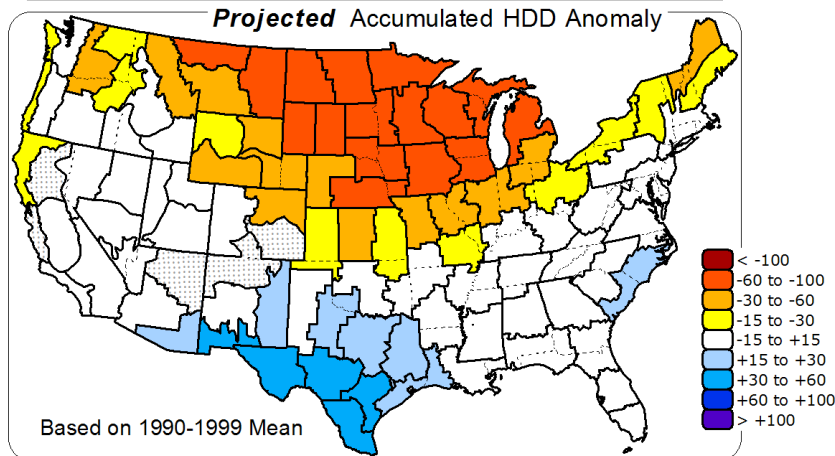 Projected Accumulated HDD Anomaly
< -100
-60 to -100
-30 to -60
-15 to -30
-15 to +15
+15 to +30
+30 to +60
+60 to +100
> +100
Based on 1990-1999 Mean